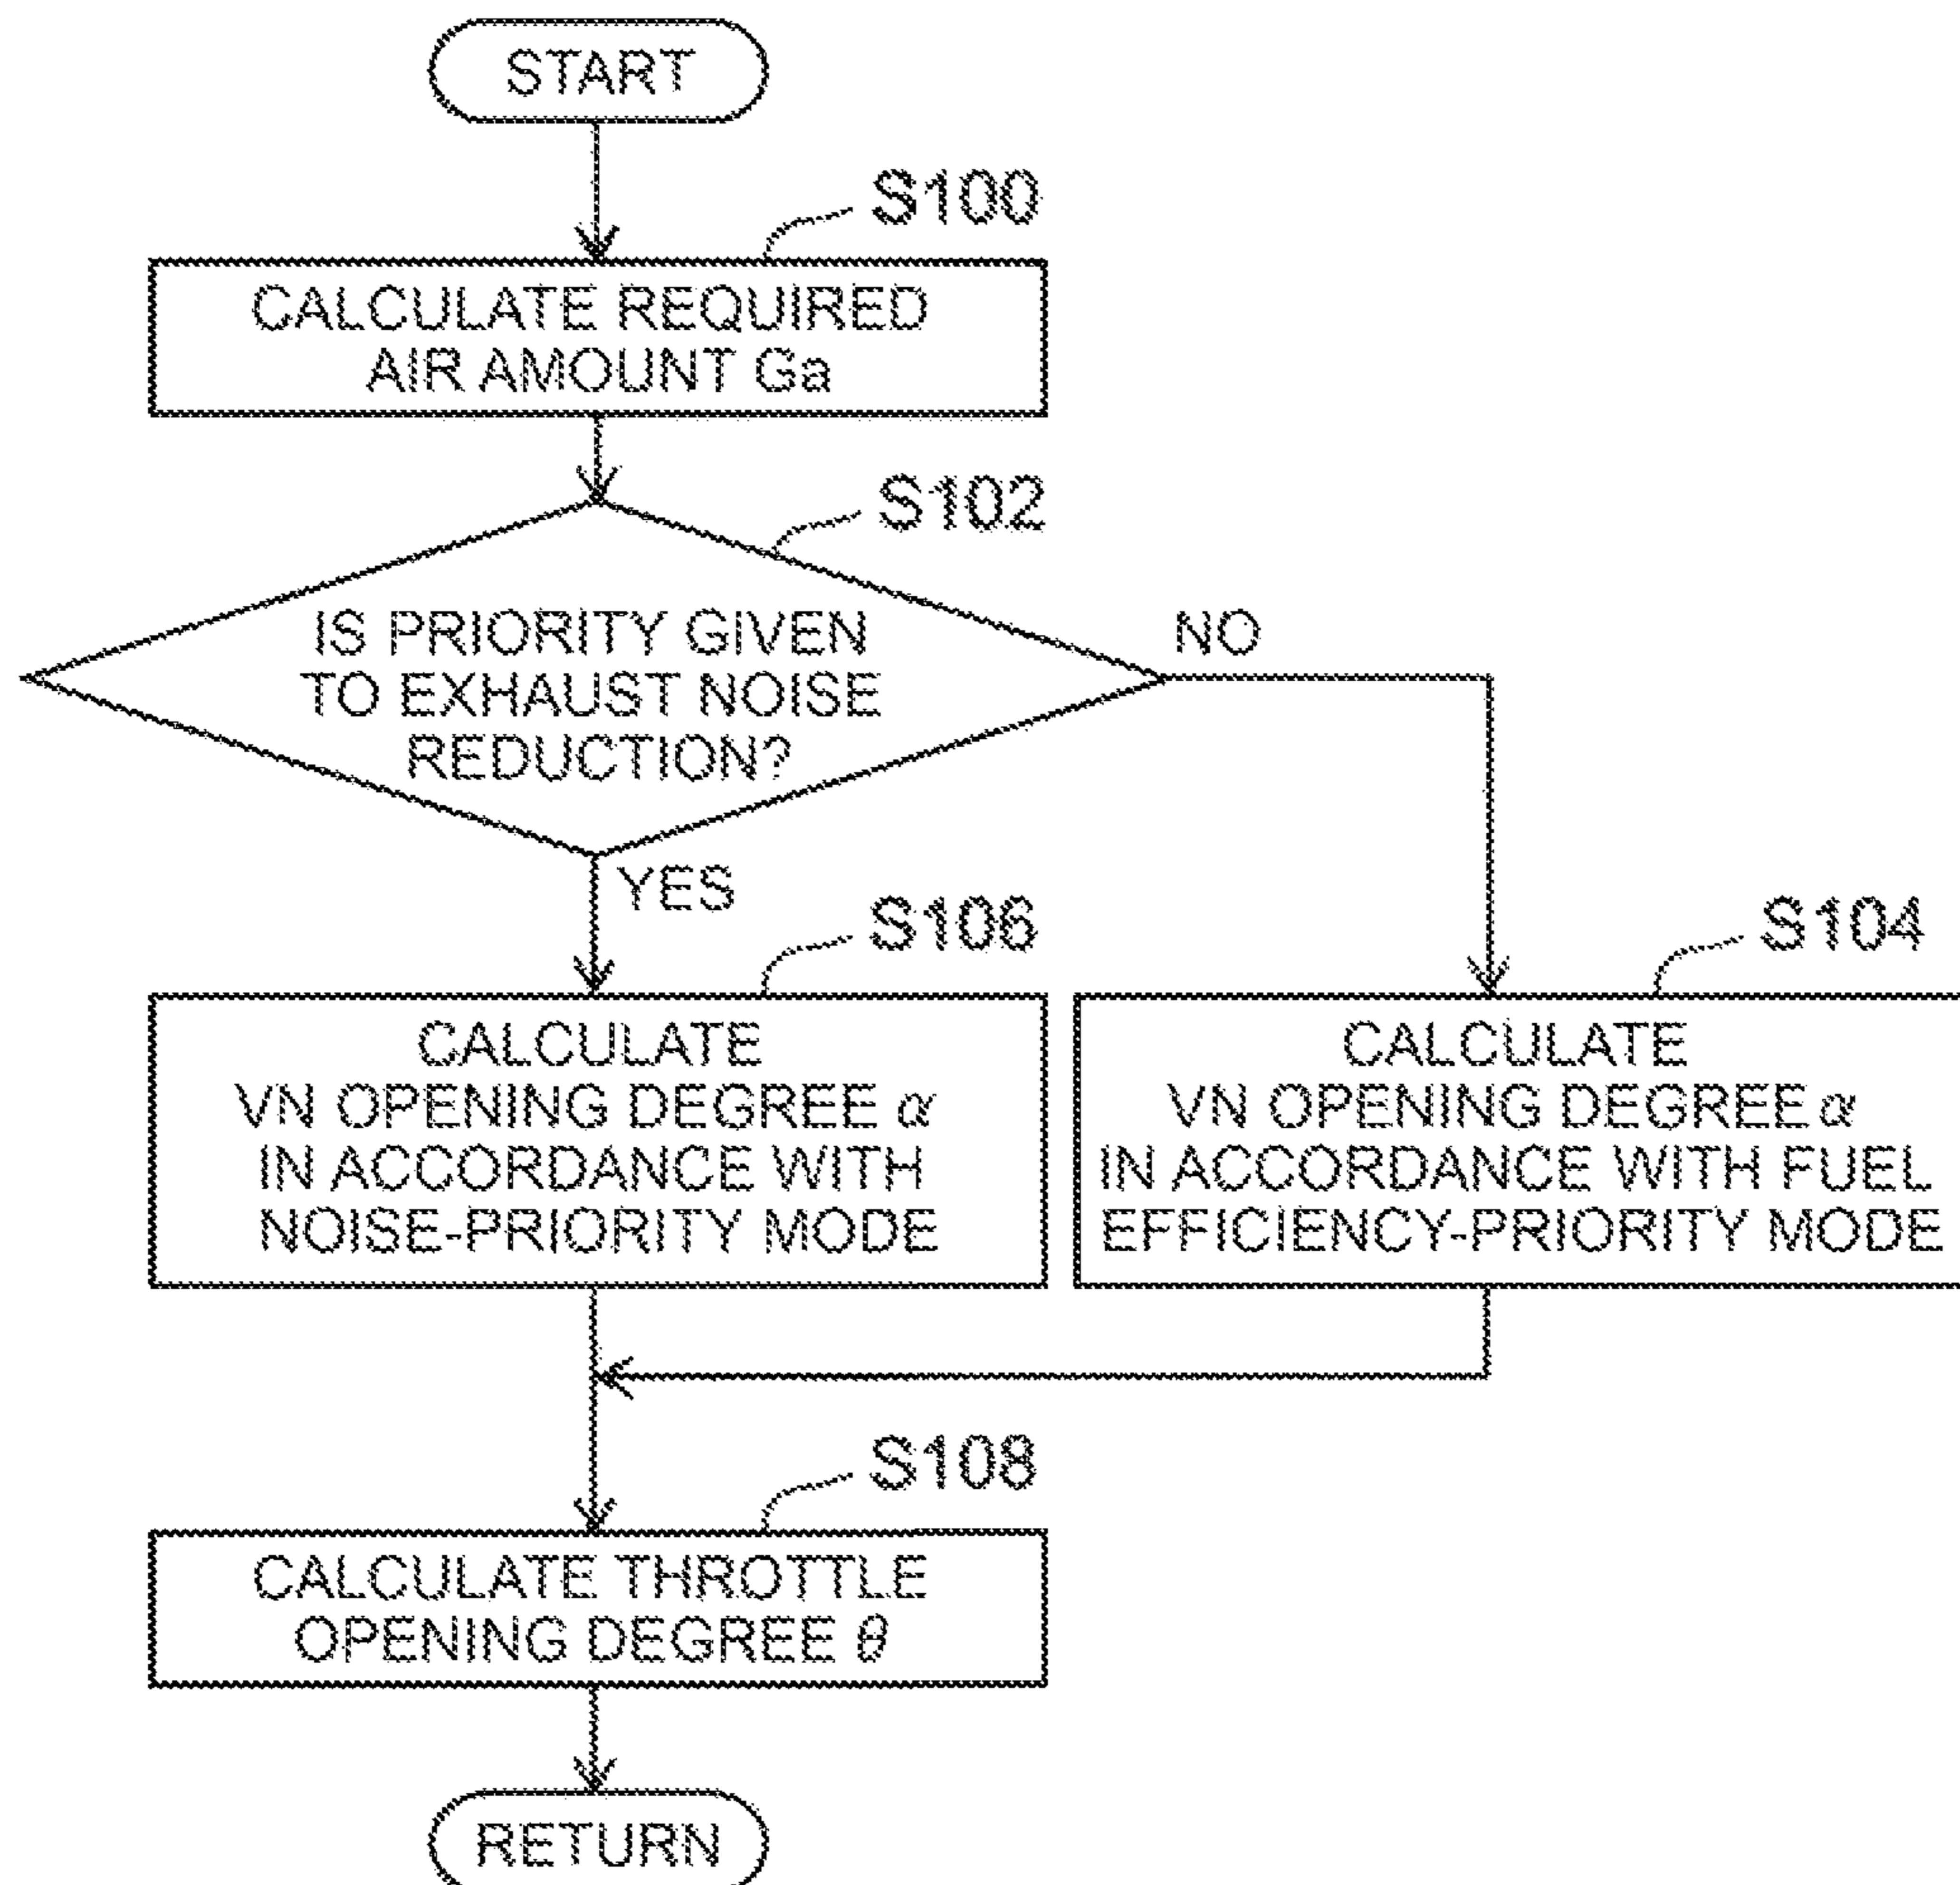 START
S100
CALCULATE REQUIRED
AIR AMOUNT Ga
S102
IS PRIORITY GIVEN
TO EXHAUST NOISE
REDUCTION?
NO
YES
S106
CALCULATE
VN OPENING DEGREE α
IN ACCORDANCE WITH
NOISE-PRIORITY MODE
S104
CALCULATE
VN OPENING DEGREE α
IN ACCORDANCE WITH FUEL
EFFICIENCY-PRIORITY MODE
S108
CALCULATE THROTTLE
OPENING DEGREE θ
RETURN